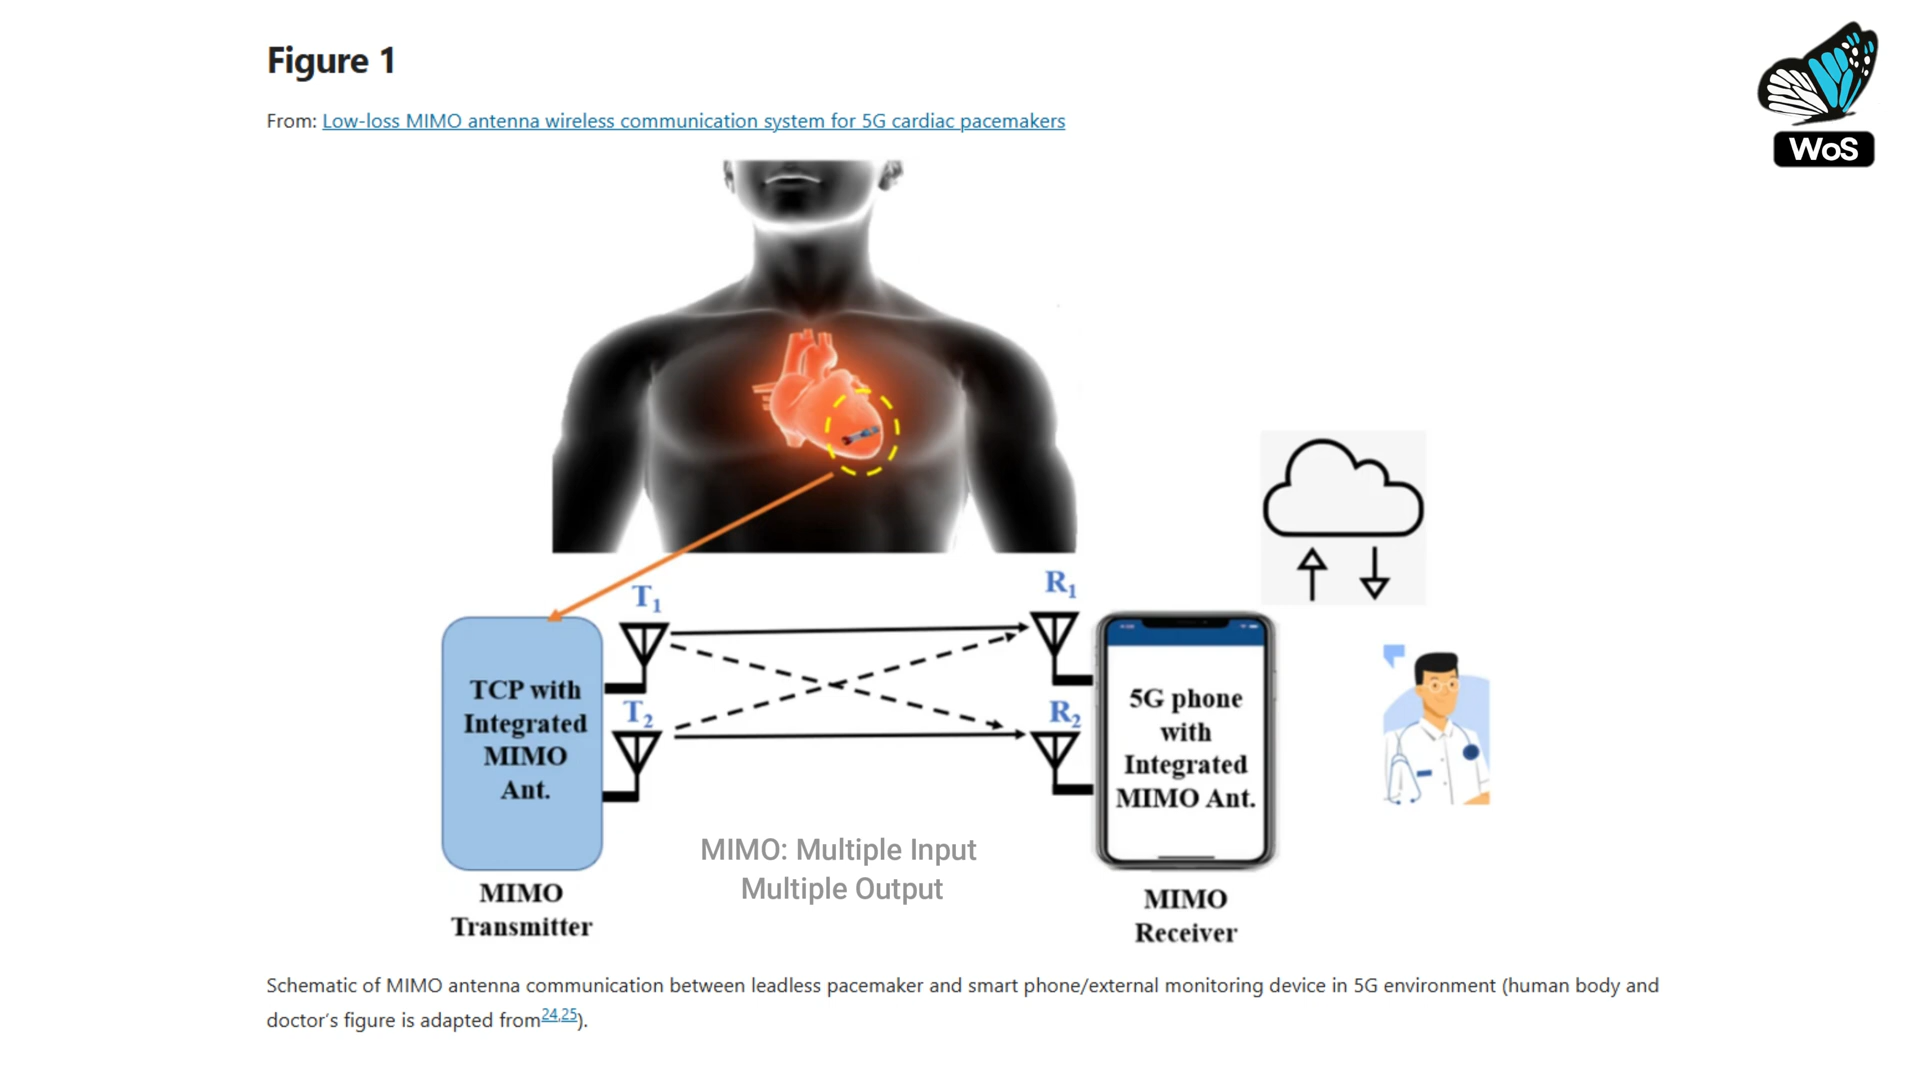 Figure 1
WoS
From: Low-loss MIMO antenna wireless communication system for 5G cardiac pacemakers
T1
R1
TCP with
Integrated
MIMO
Ant.
T2
R2
5G phone
with
Integrated
MIMO Ant.
MIMO: Multiple Input
Multiple Output
MIMO
Transmitter
MIMO
Receiver
Schematic of MIMO antenna communication between leadless pacemaker and smart phone/external monitoring device in 5G environment (human body and
doctor's figure is adapted from24,25).